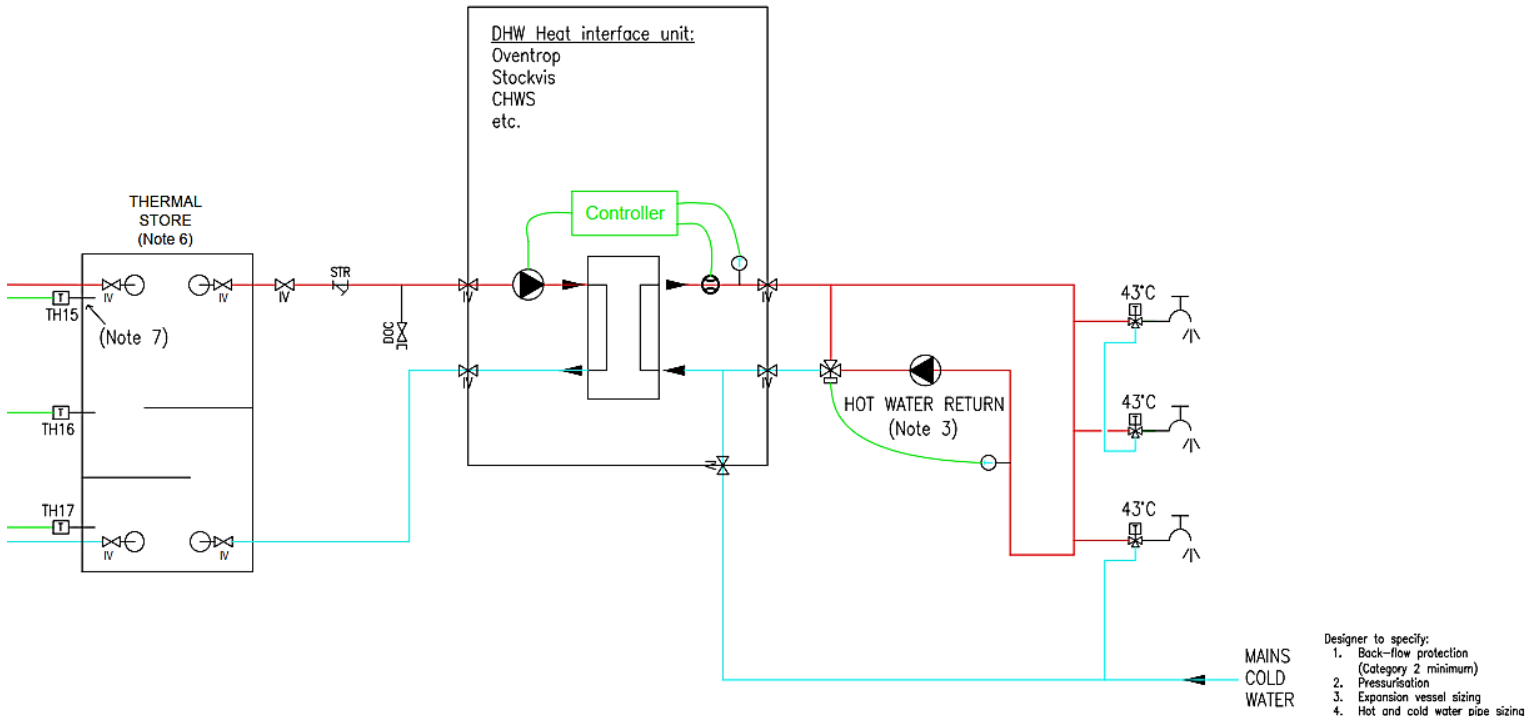 DHW Heat interface unit:
Oventrop
Stockvis
CHWS
etc.
Controller
THERMAL
STORE
(Note 6)
STR
IV
IV
IV
IV
IV
T
TH15
(Note 7)
DOC
43°C
T
IV
IV
HOT WATER RETURN
(Note 3)
T
TH16
43°C
T
IV
TH17
T
IV
IV
43°C
T
MAINS
COLD
WATER
Designer to specify:
1. Back-flow protection
(Category 2 minimum)
2. Pressurisation
3. Expansion vessel sizing
4. Hot and cold water pipe sizing